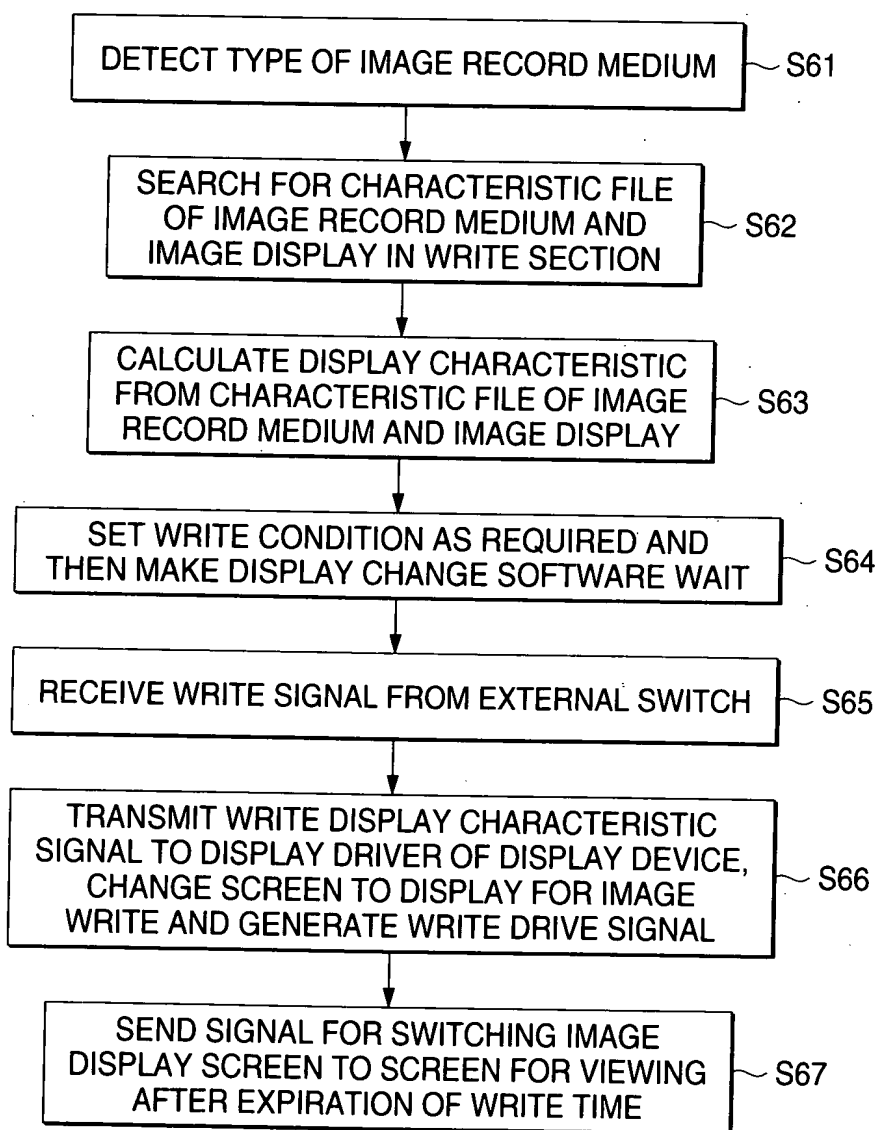 DETECT TYPE OF IMAGE RECORD MEDIUM
S61
SEARCH FOR CHARACTERISTIC FILE
OF IMAGE RECORD MEDIUM AND
IMAGE DISPLAY IN WRITE SECTION
S62
CALCULATE DISPLAY CHARACTERISTIC
FROM CHARACTERISTIC FILE OF IMAGE
RECORD MEDIUM AND IMAGE DISPLAY
S63
SET WRITE CONDITION AS REQUIRED AND
THEN MAKE DISPLAY CHANGE SOFTWARE WAIT
S64
RECEIVE WRITE SIGNAL FROM EXTERNAL SWITCH
S65
TRANSMIT WRITE DISPLAY CHARACTERISTIC
SIGNAL TO DISPLAY DRIVER OF DISPLAY DEVICE,
CHANGE SCREEN TO DISPLAY FOR IMAGE
WRITE AND GENERATE WRITE DRIVE SIGNAL
S66
SEND SIGNAL FOR SWITCHING IMAGE
DISPLAY SCREEN TO SCREEN FOR VIEWING
AFTER EXPIRATION OF WRITE TIME
S67